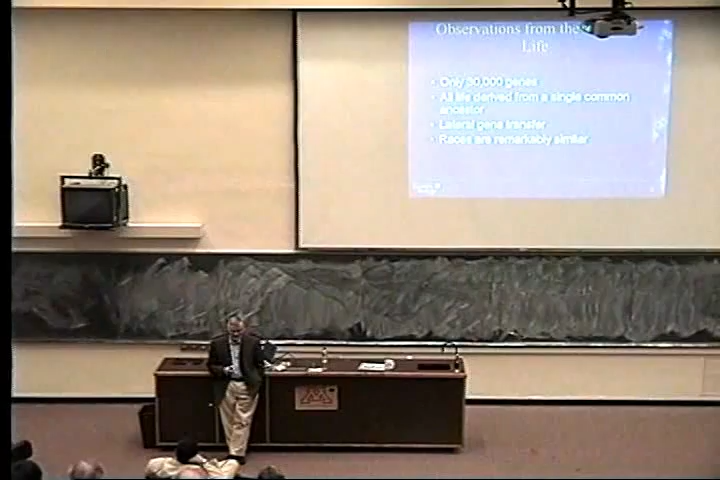 Observations from the
Life
• Only 30,000 genes
• All life derived from a single common
ancestor
• Lateral gene transfer
• Races are remarkably similar
M